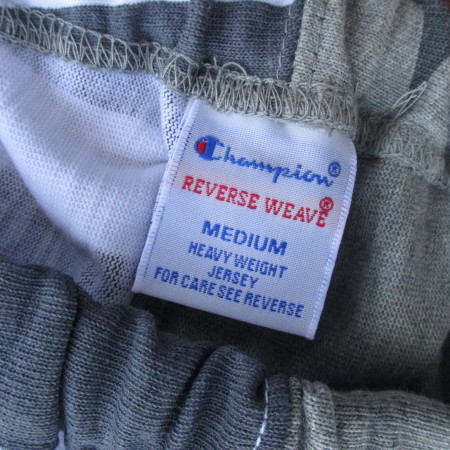 Champion®
REVERSE WEAVE®
MEDIUM
HEAVY WEIGHT
JERSEY
FOR CARE SEE REVERSE